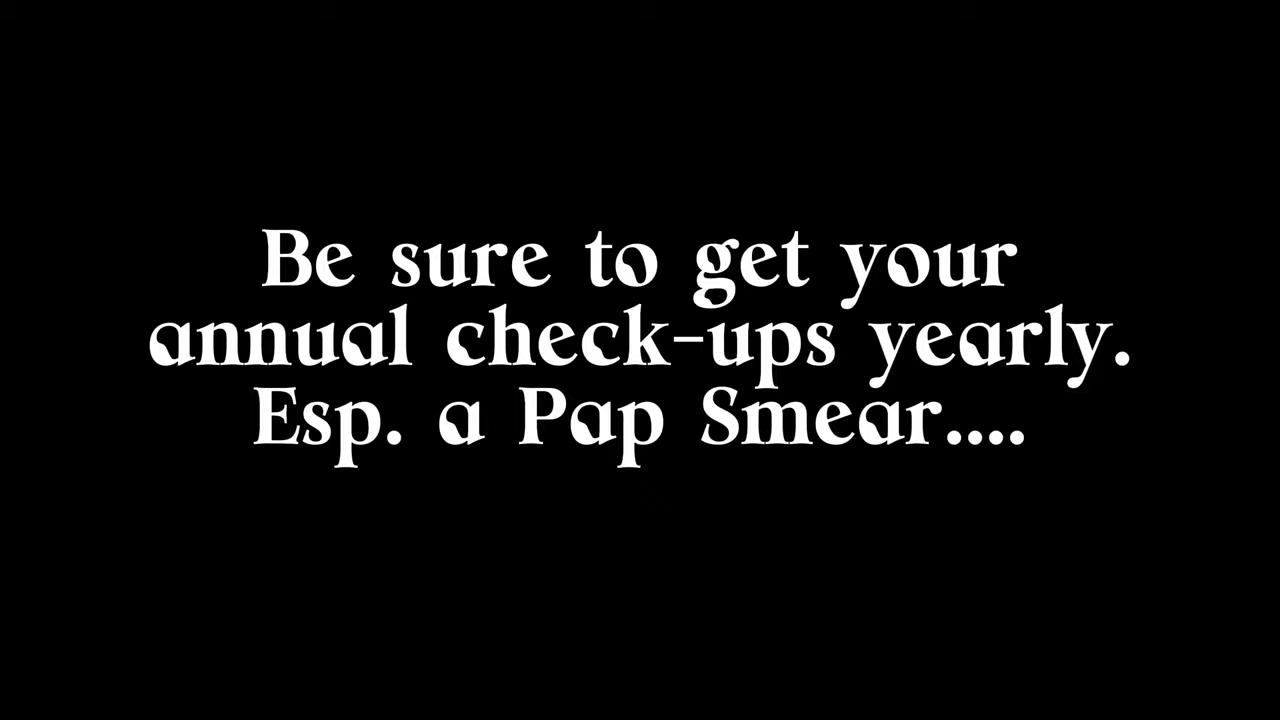 Be sure to get your
annual check-ups yearly.
Esp. a Pap Smear....